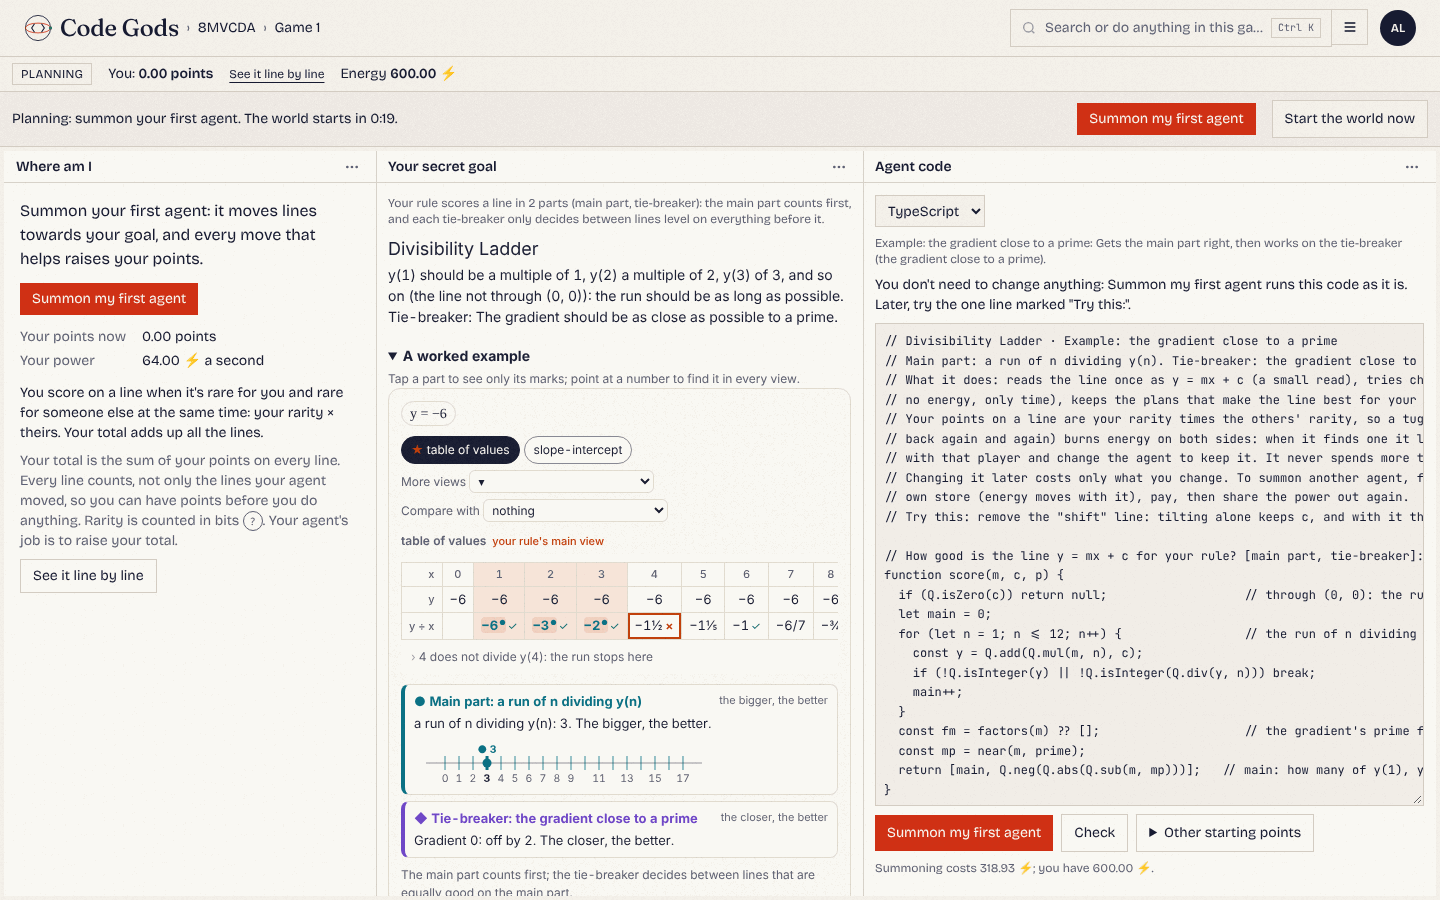 Code Gods › 8MVCDA › Game 1
Search or do anything in this ga... Ctrl K ≡ AL
PLANNING You: 0.00 points See it line by line Energy 600.00 ⚡
Planning: summon your first agent. The world starts in 0:19. Summon my first agent Start the world now
Where am I ···
Summon your first agent: it moves lines
towards your goal, and every move that
helps raises your points.
Summon my first agent
Your points now 0.00 points
Your power 64.00 ⚡ a second
You score on a line when it's rare for you and rare
for someone else at the same time: your rarity ×
theirs. Your total adds up all the lines.
Your total is the sum of your points on every line.
Every line counts, not only the lines your agent
moved, so you can have points before you do
anything. Rarity is counted in bits ?. Your agent's
job is to raise your total.
See it line by line
Your secret goal ···
Your rule scores a line in 2 parts (main part, tie-breaker): the main part counts first,
and each tie-breaker only decides between lines level on everything before it.
Divisibility Ladder
y(1) should be a multiple of 1, y(2) a multiple of 2, y(3) of 3, and so
on (the line not through (0, 0)): the run should be as long as possible.
Tie-breaker: The gradient should be as close as possible to a prime.
▼ A worked example
Tap a part to see only its marks; point at a number to find it in every view.
y = −6
★ table of values slope-intercept
More views ▾
Compare with nothing
table of values your rule's main view
x 0 1 2 3 4 5 6 7 8
y −6 −6 −6 −6 −6 −6 −6 −6 −6
y ÷ x −6 ✓ −3 ✓ −2 ✓ −1½ × −1⅕ −1 ✓ −6/7 −¾
› 4 does not divide y(4): the run stops here
● Main part: a run of n dividing y(n) the bigger, the better
a run of n dividing y(n): 3. The bigger, the better.
● 3
0 1 2 3 4 5 6 7 8 9 11 13 15 17
◆ Tie-breaker: the gradient close to a prime the closer, the better
Gradient 0: off by 2. The closer, the better.
The main part counts first; the tie-breaker decides between lines that are
equally good on the main part.
Agent code ···
TypeScript
Example: the gradient close to a prime: Gets the main part right, then works on the tie-breaker
(the gradient close to a prime).
You don't need to change anything: Summon my first agent runs this code as it is.
Later, try the one line marked "Try this:".
// Divisibility Ladder · Example: the gradient close to a prime
// Main part: a run of n dividing y(n). Tie-breaker: the gradient close to
// What it does: reads the line once as y = mx + c (a small read), tries ch
// no energy, only time), keeps the plans that make the line best for your
// Your points on a line are your rarity times the others' rarity, so a tug
// back again and again) burns energy on both sides: when it finds one it l
// with that player and change the agent to keep it. It never spends more t
// Changing it later costs only what you change. To summon another agent, f
// own store (energy moves with it), pay, then share the power out again.
// Try this: remove the "shift" line: tilting alone keeps c, and with it th
// How good is the line y = mx + c for your rule? [main part, tie-breaker]:
function score(m, c, p) {
if (Q.isZero(c)) return null; // through (0, 0): the ru
let main = 0;
for (let n = 1; n <= 12; n++) { // the run of n dividing
const y = Q.add(Q.mul(m, n), c);
if (!Q.isInteger(y) || !Q.isInteger(Q.div(y, n))) break;
main++;
}
const fm = factors(m) ?? []; // the gradient's prime f
const mp = near(m, prime);
return [main, Q.neg(Q.abs(Q.sub(m, mp)))]; // main: how many of y(1), y
}
Summon my first agent Check ▶ Other starting points
Summoning costs 318.93 ⚡; you have 600.00 ⚡.